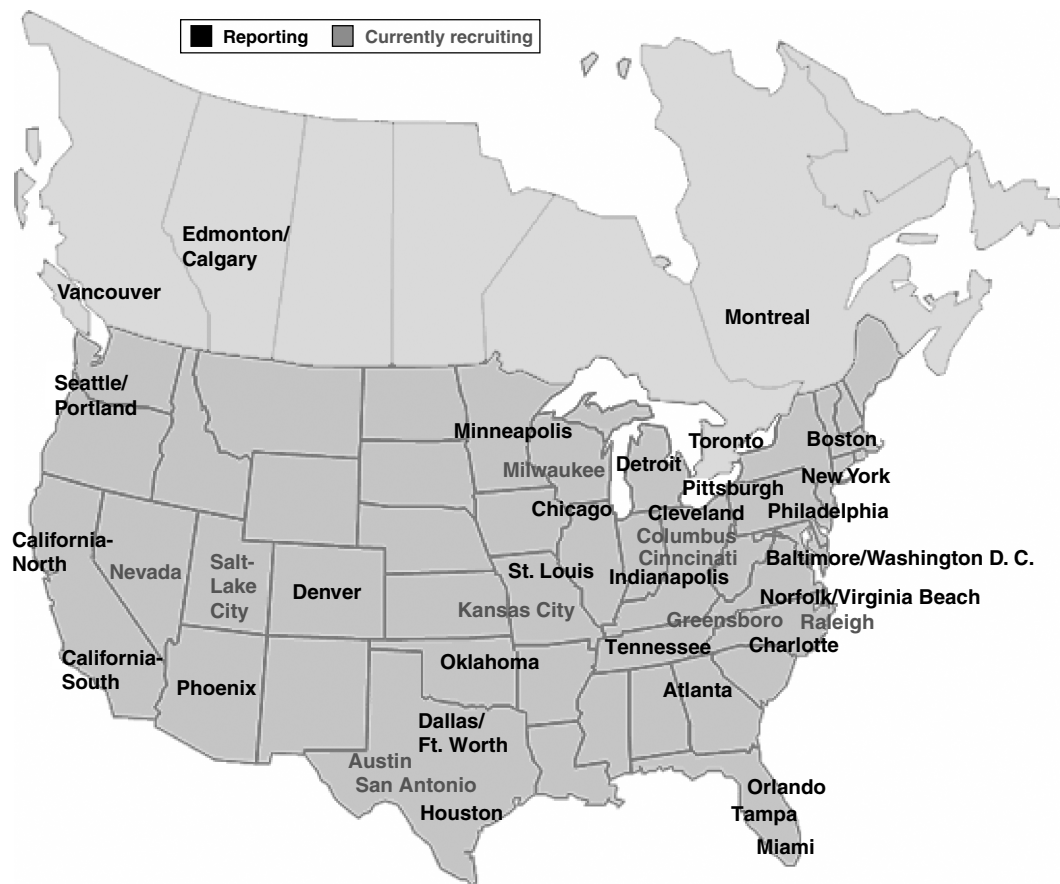 Reporting Currently recruiting
Edmonton/
Calgary
Vancouver
Montreal
Seattle/
Portland
Minneapolis
Toronto
Boston
Milwaukee
Detroit
New York
Pittsburgh
Chicago
Cleveland
Philadelphia
Columbus
California-
North
Nevada
Salt-
Lake
City
Denver
St. Louis
Cinncinati
Indianapolis
Baltimore/Washington D. C.
Kansas City
Norfolk/Virginia Beach
Greensboro
Raleigh
California-
South
Phoenix
Oklahoma
Tennessee
Charlotte
Atlanta
Dallas/
Ft. Worth
Austin
San Antonio
Houston
Orlando
Tampa
Miami